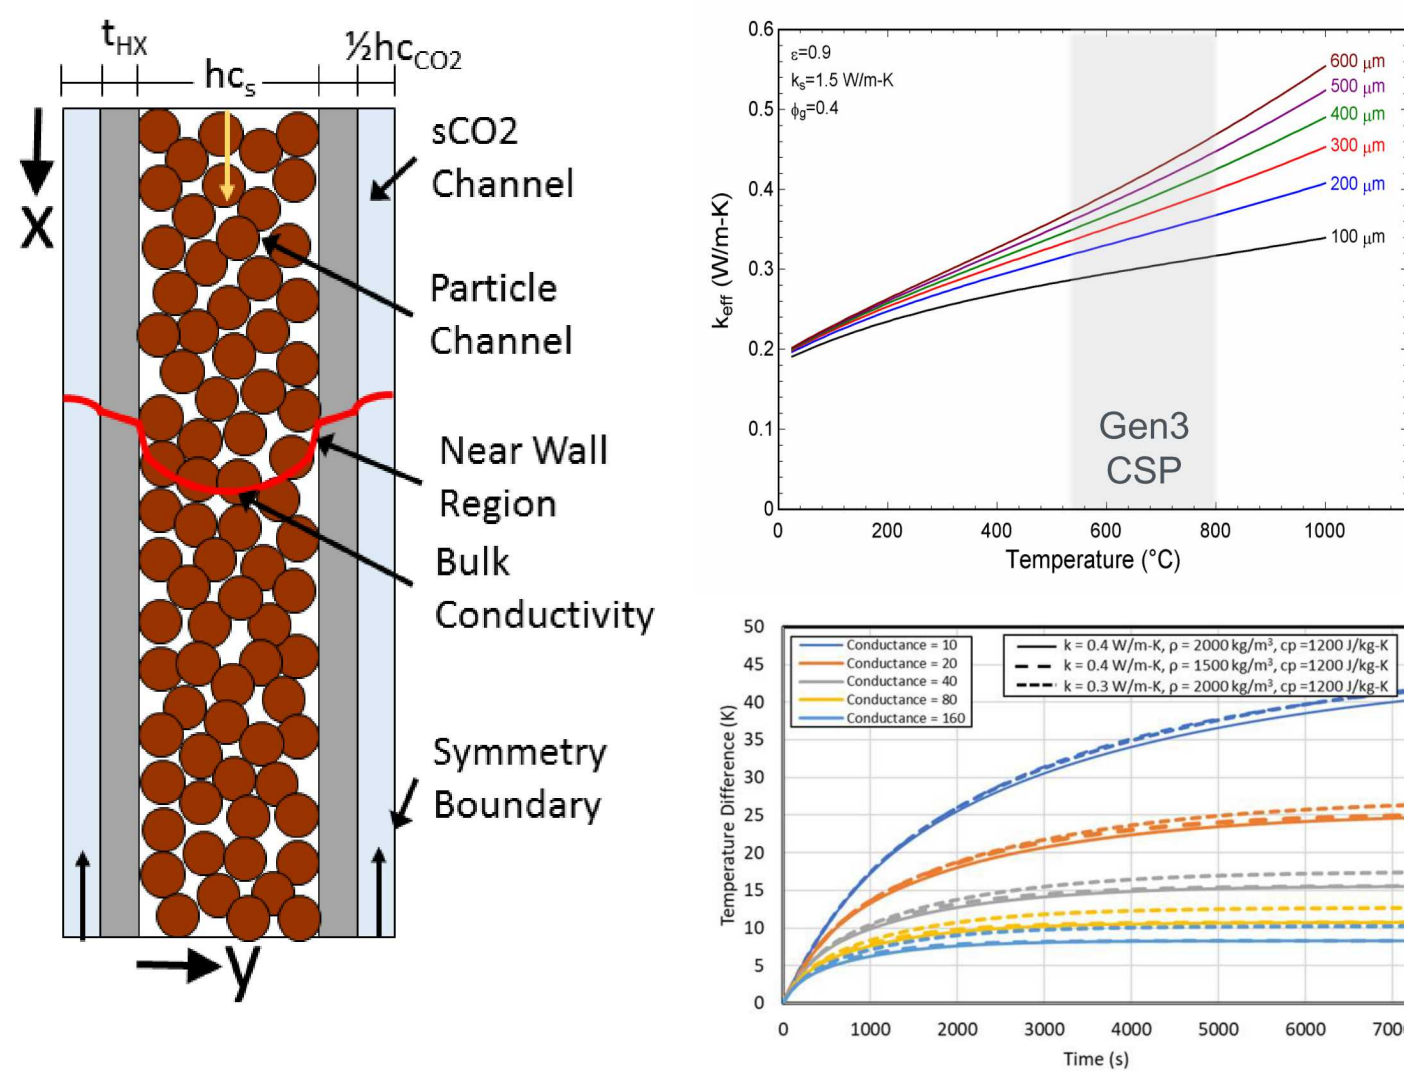 t_HX
hc_s
½hc_CO2
sCO2
Channel
X
Particle
Channel
Near Wall
Region
Bulk
Conductivity
Symmetry
Boundary
y
0.6
0.5
0.4
0.3
0.2
0.1
0
k_eff (W/m-K)
ε=0.9
k_s=1.5 W/m-K
ϕ_g=0.4
600 µm
500 µm
400 µm
300 µm
200 µm
100 µm
Gen3
CSP
0 200 400 600 800 1000
Temperature (°C)
50
45
40
35
30
25
20
15
10
5
0
Temperature Difference (K)
Conductance = 10
Conductance = 20
Conductance = 40
Conductance = 80
Conductance = 160
k = 0.4 W/m-K, ρ = 2000 kg/m³, cp =1200 J/kg-K
k = 0.4 W/m-K, ρ = 1500 kg/m³, cp =1200 J/kg-K
k = 0.3 W/m-K, ρ = 2000 kg/m³, cp =1200 J/kg-K
0 1000 2000 3000 4000 5000 6000
Time (s)